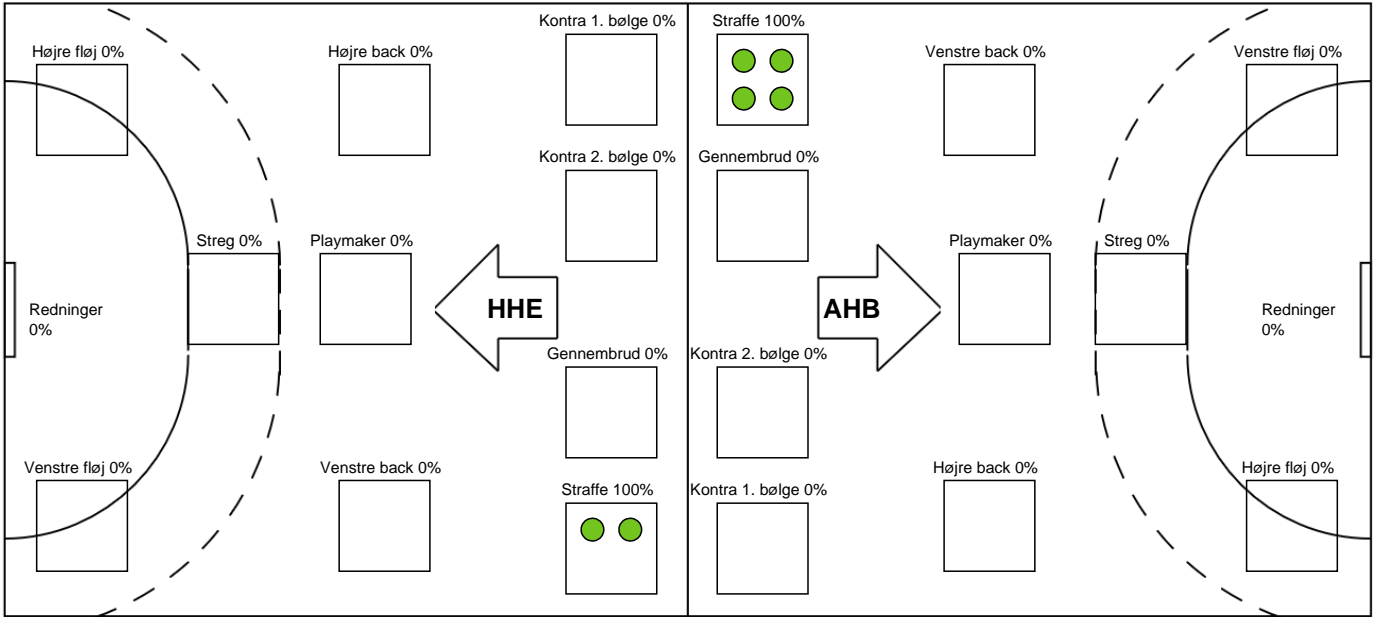 Kontra 1. bølge 0%
Straffe 100%
Højre fløj 0%
Højre back 0%
Venstre back 0%
Venstre fløj 0%
Kontra 2. bølge 0%
Gennembrud 0%
Streg 0%
Playmaker 0%
Playmaker 0%
Streg 0%
Redninger
0%
HHE
AHB
Redninger
0%
Gennembrud 0%
Kontra 2. bølge 0%
Venstre fløj 0%
Venstre back 0%
Højre back 0%
Højre fløj 0%
Straffe 100%
Kontra 1. bølge 0%